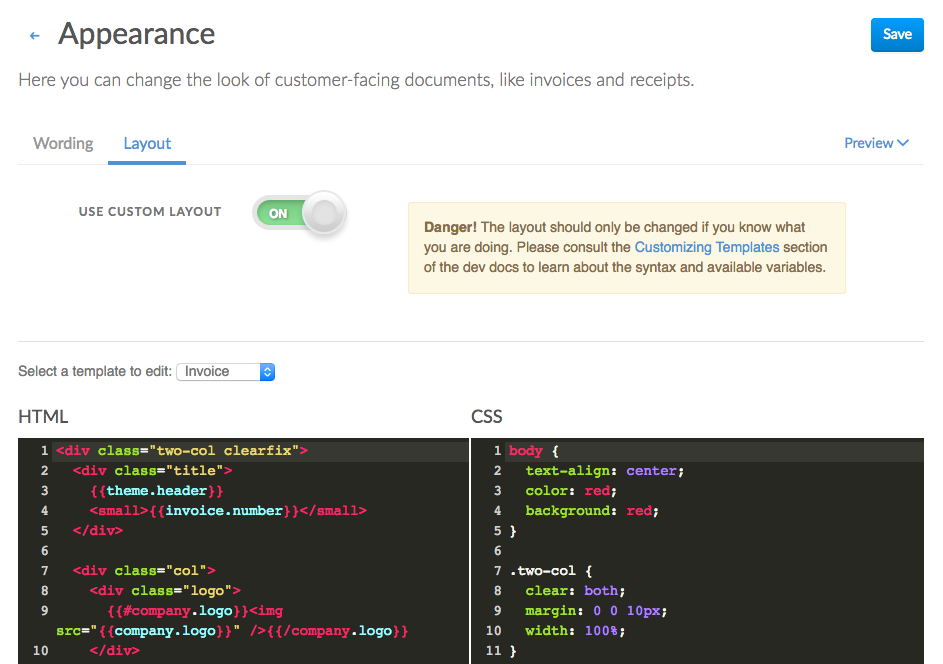 ← Appearance
Save
Here you can change the look of customer-facing documents, like invoices and receipts.
Wording Layout Preview
USE CUSTOM LAYOUT ON
Danger! The layout should only be changed if you know what
you are doing. Please consult the Customizing Templates section
of the dev docs to learn about the syntax and available variables.
Select a template to edit: Invoice
HTML
1 <div class="two-col clearfix">
2 <div class="title">
3 {{theme.header}}
4 <small>{{invoice.number}}</small>
5 </div>
6
7 <div class="col">
8 <div class="logo">
9 {{#company.logo}}<img
src="{{company.logo}}" />{{/company.logo}}
10 </div>
CSS
1 body {
2 text-align: center;
3 color: red;
4 background: red;
5 }
6
7 .two-col {
8 clear: both;
9 margin: 0 0 10px;
10 width: 100%;
11 }